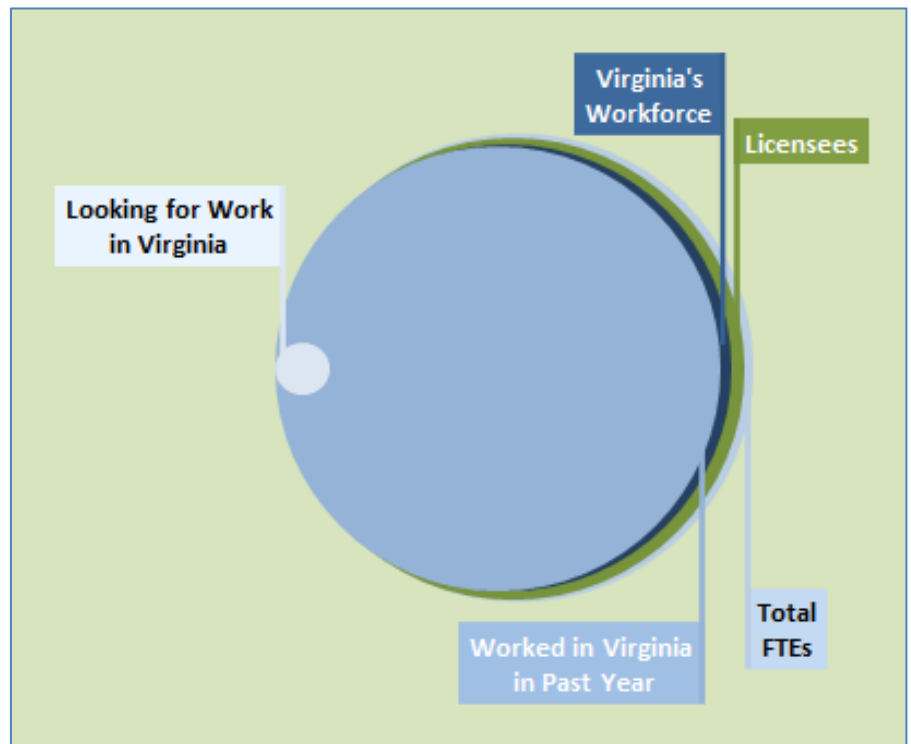 Virginia's
Workforce
Licensees
Looking for Work
in Virginia
Total
FTEs
Worked in Virginia
in Past Year